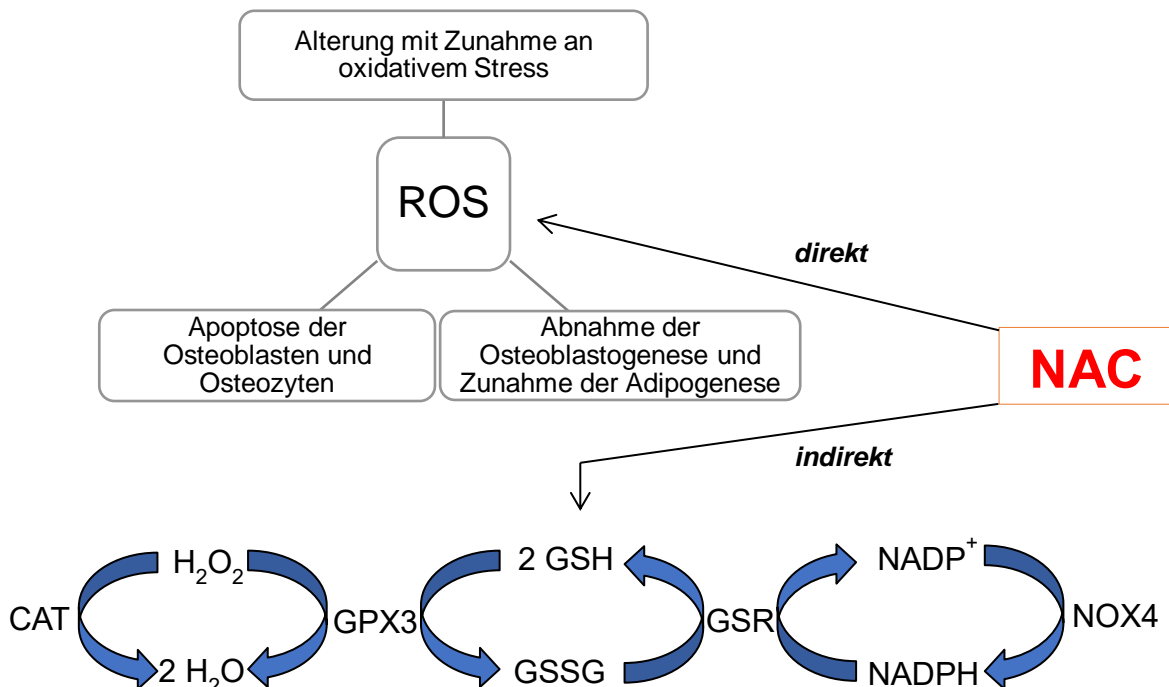 Alterung mit Zunahme an
oxidativem Stress
ROS
direkt
Apoptose der
Osteoblasten und
Osteozyten
Abnahme der
Osteoblastogenese und
Zunahme der Adipogenese
NAC
indirekt
H₂O₂
2 GSH
NADP⁺
CAT
GPX3
GSR
NOX4
2 H₂O
GSSG
NADPH